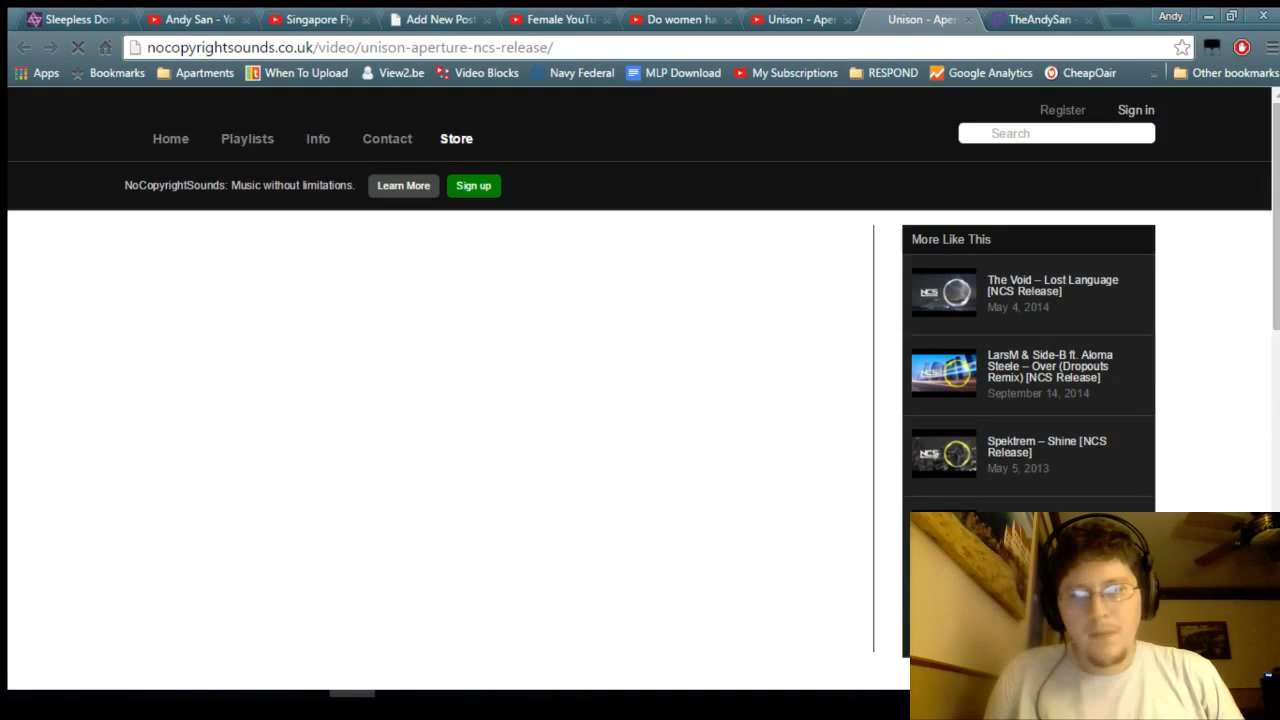 Sleepless Don
Andy San - Yo
Singapore Fly
Add New Post
Female YouTu
Do women ha
Unison - Aper
Unison - Aper
TheAndySan
Andy
nocopyrightsounds.co.uk/video/unison-aperture-ncs-release/
Apps
Bookmarks
Apartments
When To Upload
View2.be
Video Blocks
Navy Federal
MLP Download
My Subscriptions
RESPOND
Google Analytics
CheapOair
»
Other bookmarks
Register
Sign in
Home
Playlists
Info
Contact
Store
Search
NoCopyrightSounds: Music without limitations.
Learn More
Sign up
More Like This
NCS
The Void – Lost Language
[NCS Release]
May 4, 2014
NCS
LarsM & Side-B ft. Aloma
Steele – Over (Dropouts
Remix) [NCS Release]
September 14, 2014
NCS
Spektrem – Shine [NCS
Release]
May 5, 2013